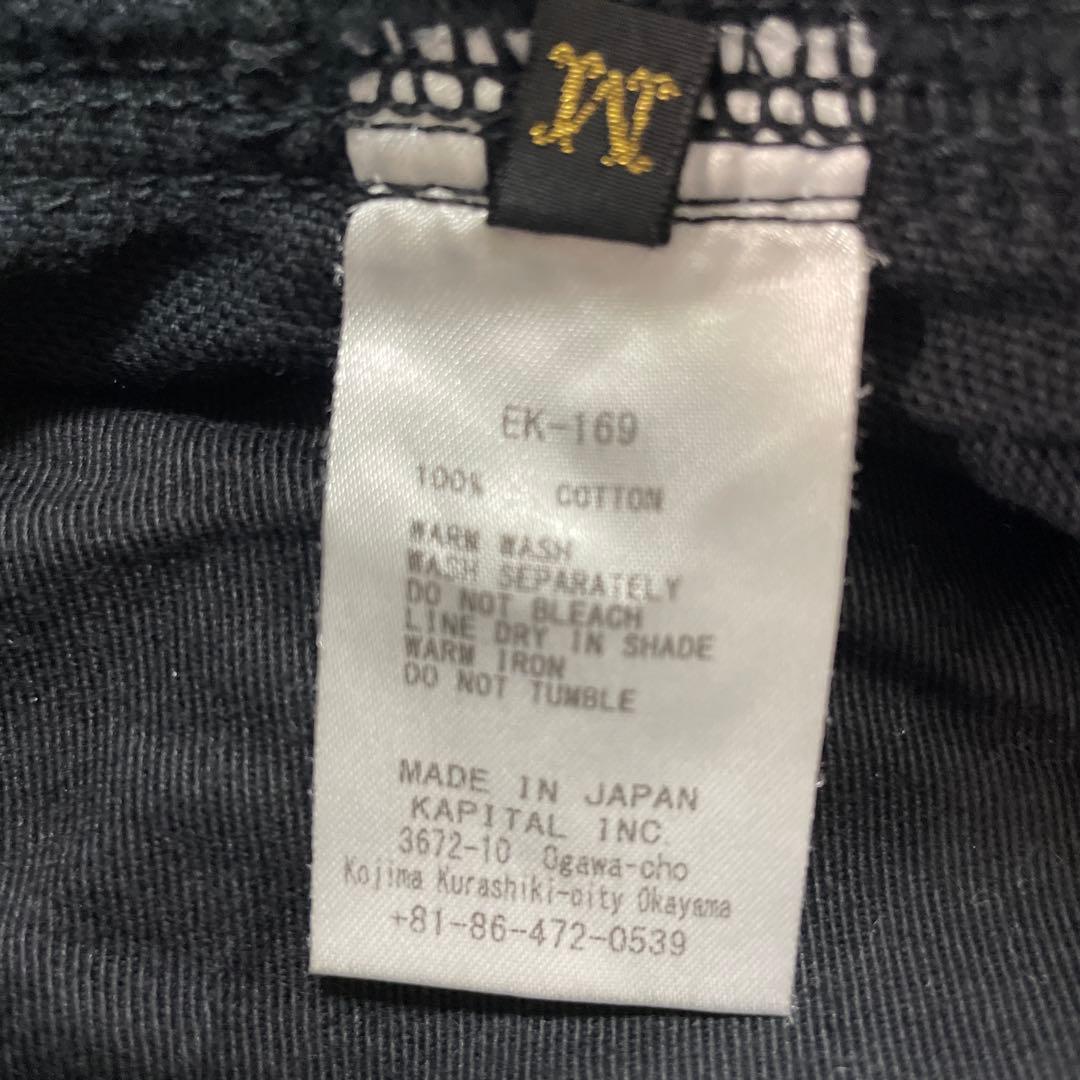 M
EK-169
100% COTTON
WARM WASH
WASH SEPARATELY
DO NOT BLEACH
LINE DRY IN SHADE
WARM IRON
DO NOT TUMBLE
MADE IN JAPAN
KAPITAL INC.
3672-10 Ogawa-cho
Kojima Kurashiki-city Okayama
+81-86-472-0539